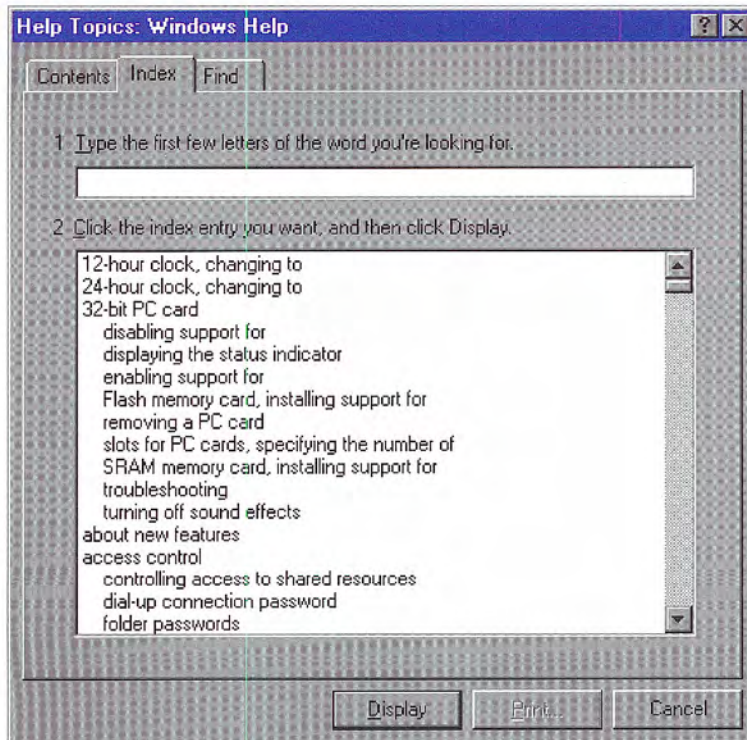 Help Topics: Windows Help
Contents Index Find
1 Type the first few letters of the word you're looking for.
2 Click the index entry you want, and then click Display.
12-hour clock, changing to
24-hour clock, changing to
32-bit PC card
disabling support for
displaying the status indicator
enabling support for
Flash memory card, installing support for
removing a PC card
slots for PC cards, specifying the number of
SRAM memory card, installing support for
troubleshooting
turning off sound effects
about new features
access control
controlling access to shared resources
dial-up connection password
folder passwords
Display Print... Cancel